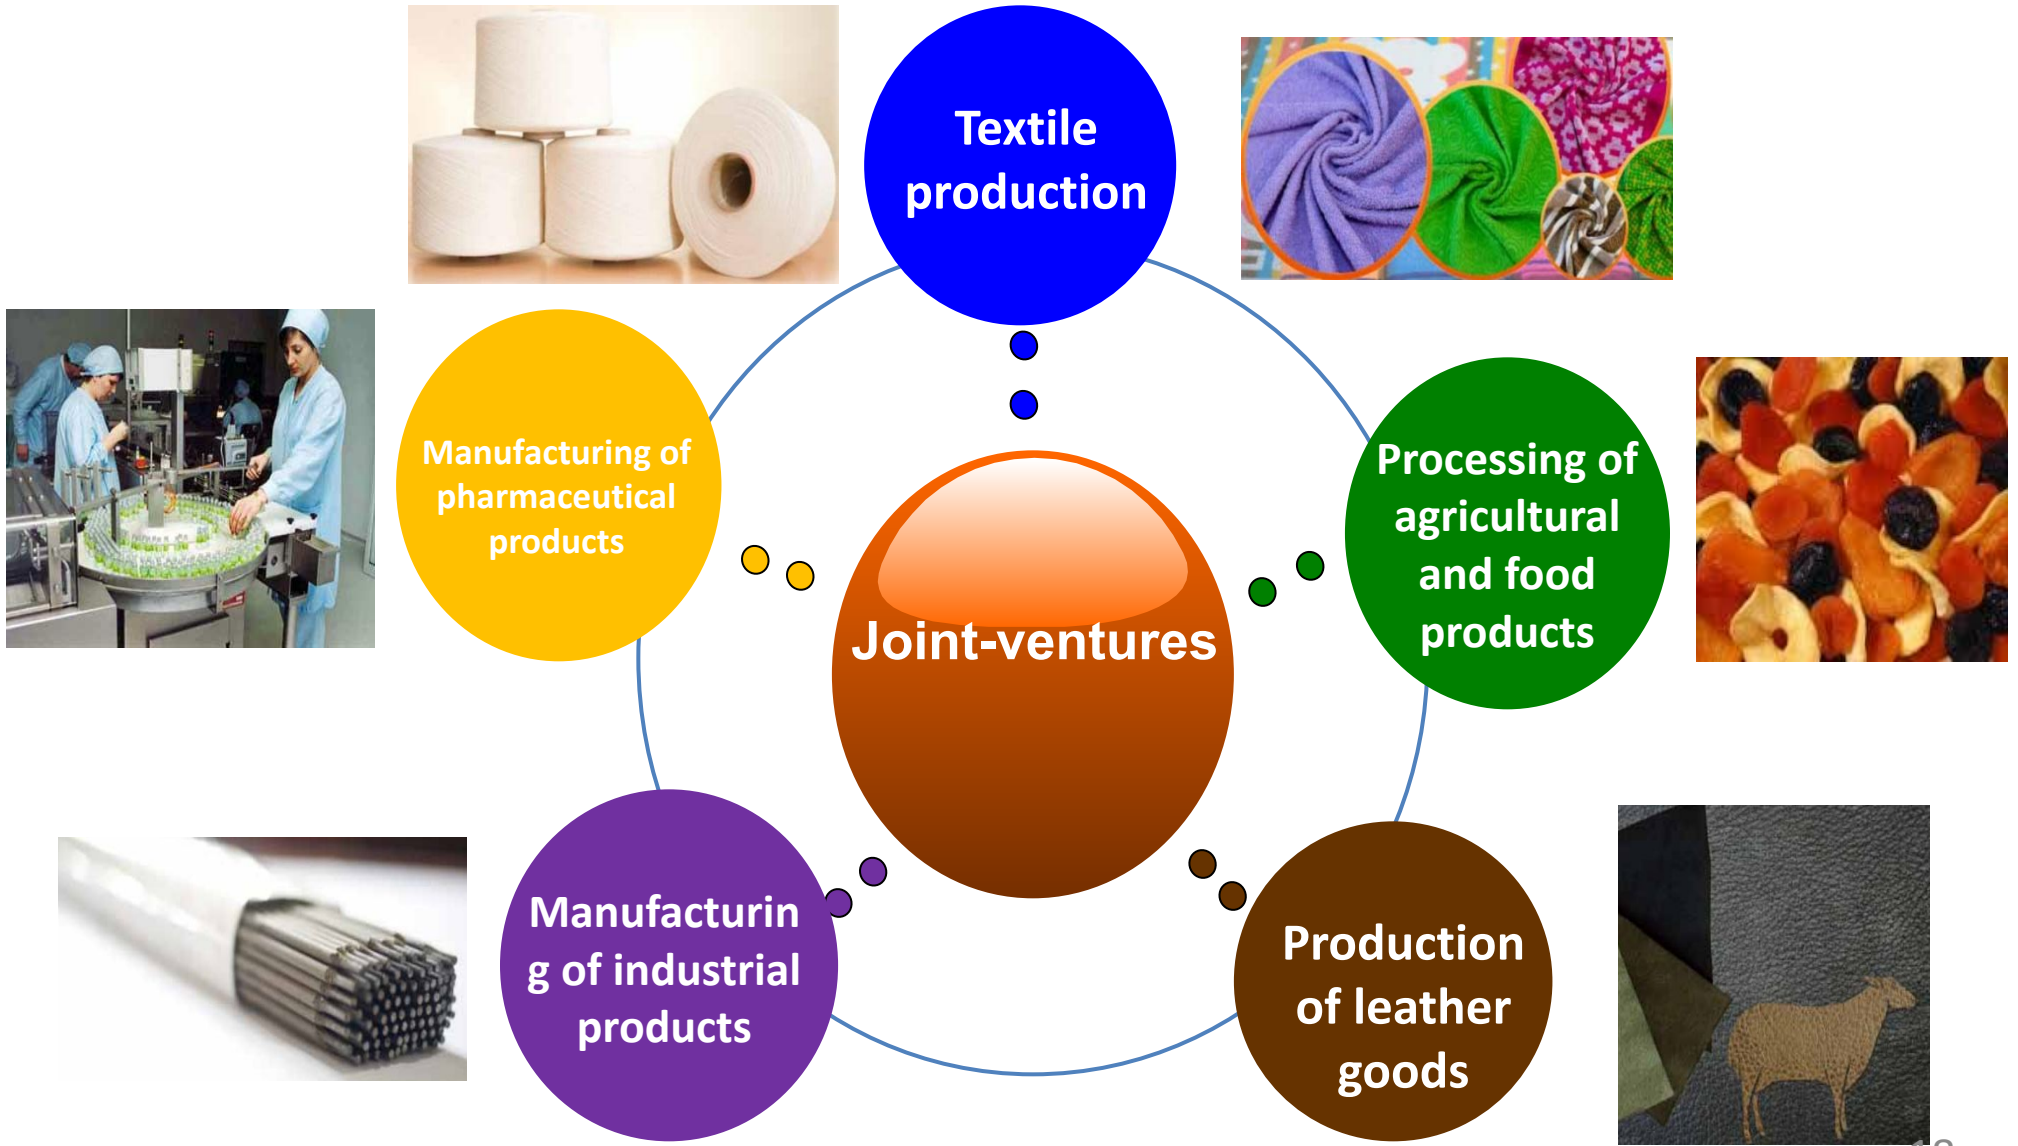 Textile
production
Manufacturing of
pharmaceutical
products
Processing of
agricultural
and food
products
Joint-ventures
Manufacturin
g of industrial
products
Production
of leather
goods